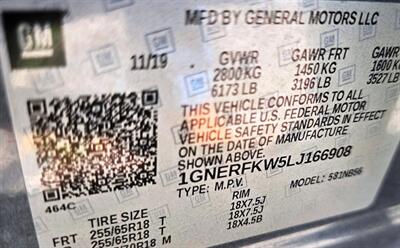 MFD BY GENERAL MOTORS LLC
GM
11/19
GVWR GAWR FRT GAWR
2800 KG 1450 KG 1600 K
6173 LB 3196 LB 3527 LB
THIS VEHICLE CONFORMS TO ALL
APPLICABLE U.S. FEDERAL MOTOR
VEHICLE SAFETY STANDARDS IN EFFECT
ON THE DATE OF MANUFACTURE
SHOWN ABOVE.
1GNERFKW5LJ166908
464C
TYPE: M.P.V. MODEL: 581NB56
TIRE SIZE RIM
FRT 255/65R18 T 18X7.5J
255/65R18 T 18X7.5J
18X4.5B